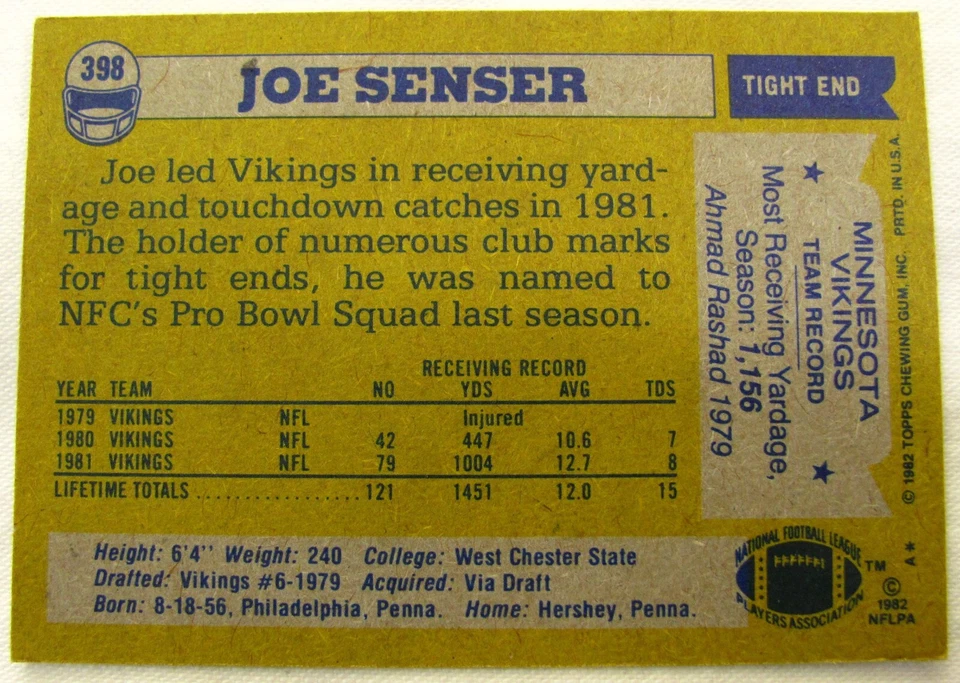 398
JOE SENSER
TIGHT END
Joe led Vikings in receiving yard-
age and touchdown catches in 1981.
The holder of numerous club marks
for tight ends, he was named to
NFC's Pro Bowl Squad last season.
RECEIVING RECORD
YEAR TEAM NO YDS AVG TDS
1979 VIKINGS NFL Injured
1980 VIKINGS NFL 42 447 10.6 7
1981 VIKINGS NFL 79 1004 12.7 8
LIFETIME TOTALS .................. 121 1451 12.0 15
Height: 6'4" Weight: 240 College: West Chester State
Drafted: Vikings #6-1979 Acquired: Via Draft
Born: 8-18-56, Philadelphia, Penna. Home: Hershey, Penna.
MINNESOTA
VIKINGS
★ TEAM RECORD ★
Most Receiving Yardage,
Season: 1,156
Ahmad Rashad 1979
© 1982 TOPPS CHEWING GUM, INC. PRTD. IN U.S.A.
A*
NATIONAL FOOTBALL LEAGUE
PLAYERS ASSOCIATION
TM
©
1982
NFLPA